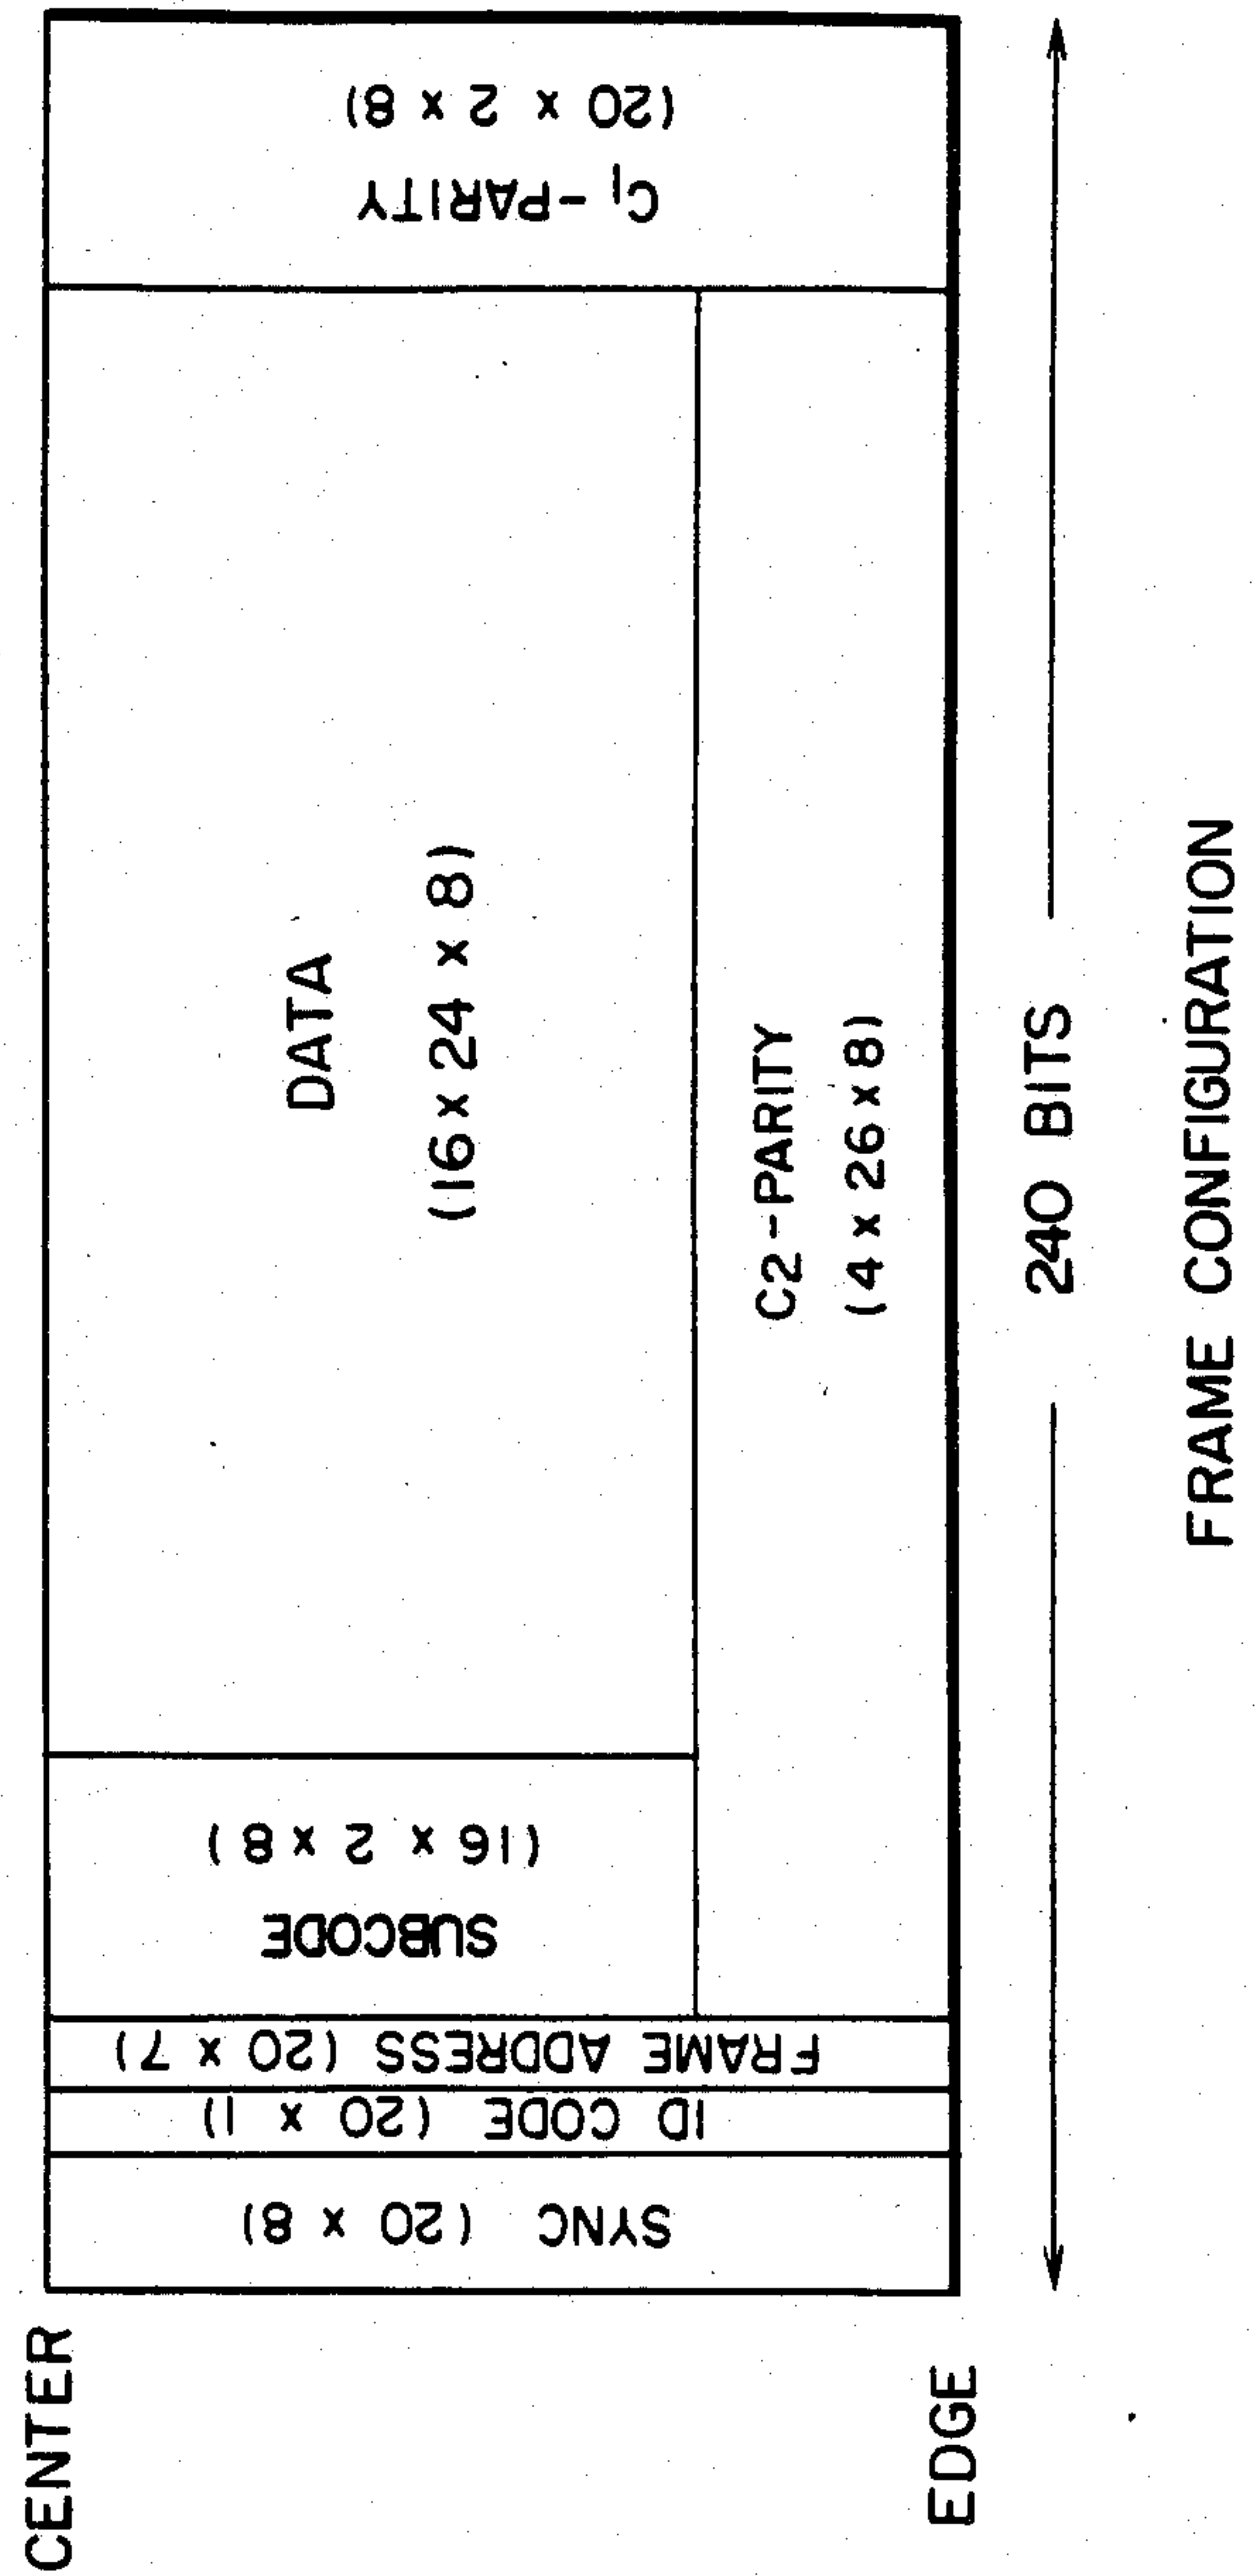 CENTER
EDGE
SYNC (20 x 8)
ID CODE (20 x 1)
FRAME ADDRESS (20 x 7)
SUBCODE
(16 x 2 x 8)
DATA
(16 x 24 x 8)
C2-PARITY
(4 x 26 x 8)
C1-PARITY
(20 x 2 x 8)
240 BITS
FRAME CONFIGURATION